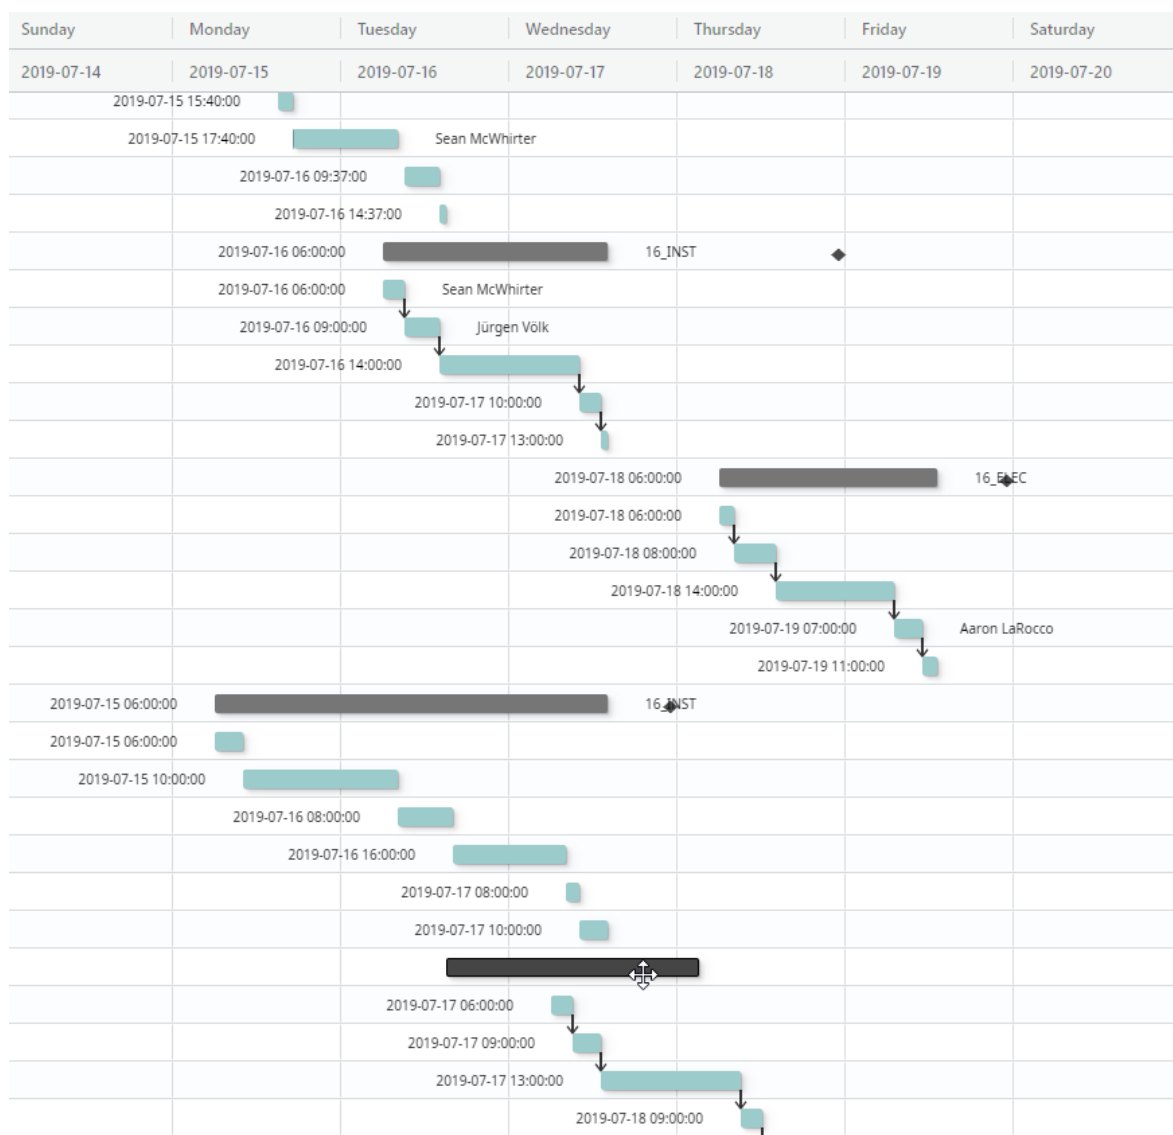 Sunday Monday Tuesday Wednesday Thursday Friday Saturday
2019-07-14 2019-07-15 2019-07-16 2019-07-17 2019-07-18 2019-07-19 2019-07-20
2019-07-15 15:40:00
2019-07-15 17:40:00 Sean McWhirter
2019-07-16 09:37:00
2019-07-16 14:37:00
2019-07-16 06:00:00 16_INST
2019-07-16 06:00:00 Sean McWhirter
2019-07-16 09:00:00 Jürgen Völk
2019-07-16 14:00:00
2019-07-17 10:00:00
2019-07-17 13:00:00
2019-07-18 06:00:00 16_ELEC
2019-07-18 06:00:00
2019-07-18 08:00:00
2019-07-18 14:00:00
2019-07-19 07:00:00 Aaron LaRocco
2019-07-19 11:00:00
2019-07-15 06:00:00 16_INST
2019-07-15 06:00:00
2019-07-15 10:00:00
2019-07-16 08:00:00
2019-07-16 16:00:00
2019-07-17 08:00:00
2019-07-17 10:00:00
2019-07-17 06:00:00
2019-07-17 09:00:00
2019-07-17 13:00:00
2019-07-18 09:00:00